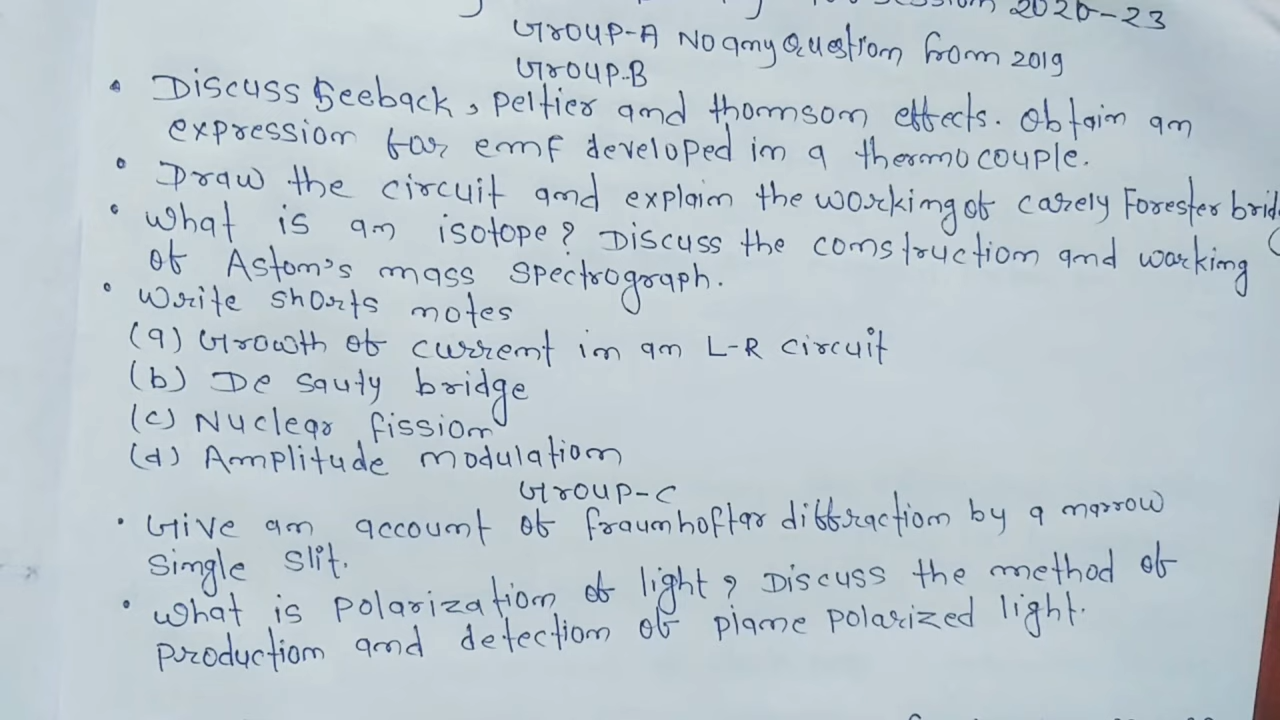 2020-23
Group-A No any Question from 2019
Group-B
• Discuss Seeback, peltier and thomson effects. Obtain an
expression for emf developed in a thermocouple.
• Draw the circuit and explain the working of carely Forester brid
• What is an isotope? Discuss the construction and working
of Aston's mass spectrograph.
• Write shorts notes
(a) Growth of current in an L-R circuit
(b) De sauty bridge
(c) Nuclear fission
(d) Amplitude modulation
Group-C
• Give an account of fraunhoffar diffraction by a narrow
single slit.
• What is polarization of light? Discuss the method of
production and detection of plane polarized light.